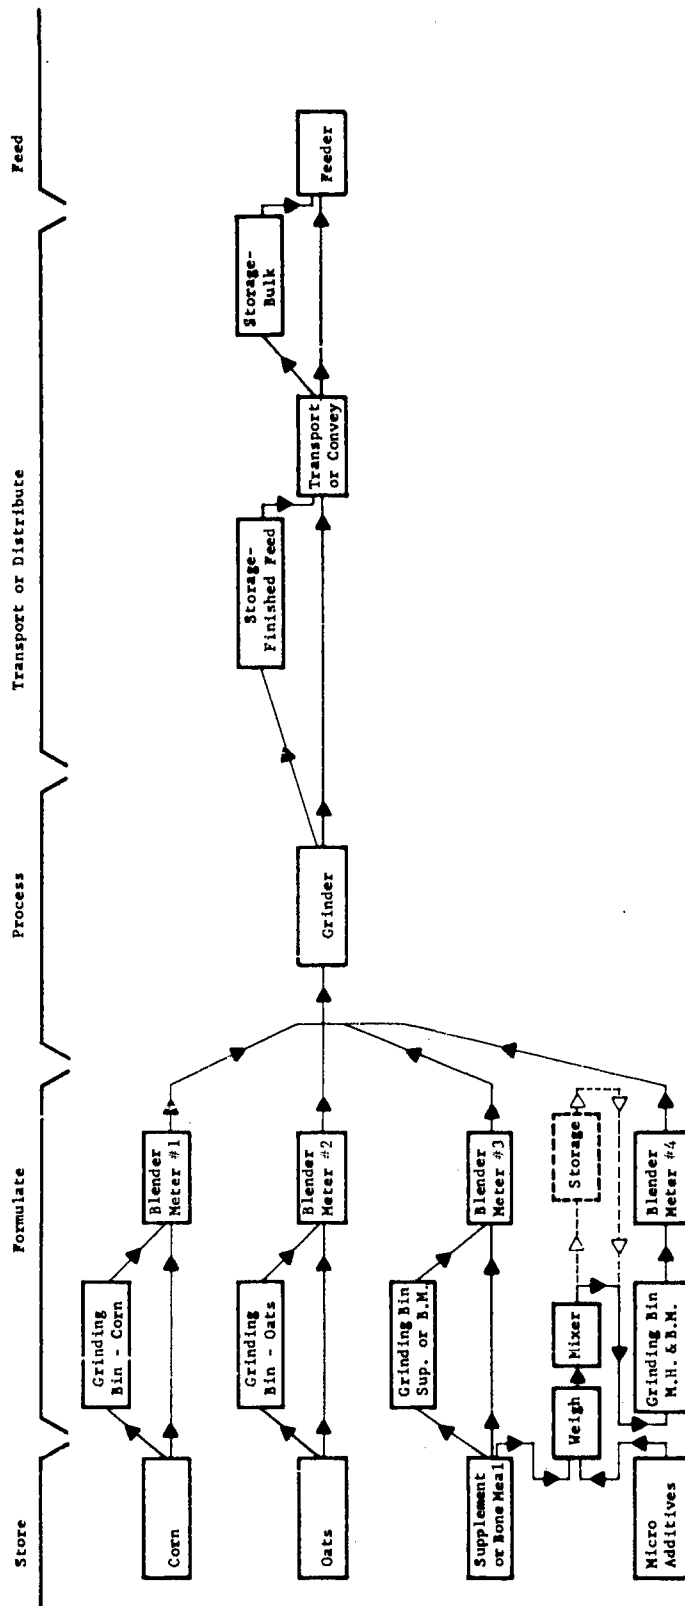 Store
Formulate
Process
Transport or Distribute
Feed
Corn
Grinding
Bin - Corn
Blender
Meter #1
Oats
Grinding
Bin - Oats
Blender
Meter #2
Grinder
Storage-
Finished Feed
Transport
or Convey
Storage-
Bulk
Feeder
Supplement
or Bone Meal
Grinding Bin
Sup. or B.M.
Blender
Meter #3
Weigh
Mixer
Storage
Micro
Additives
Grinding Bin
M.H. & B.M.
Blender
Meter #4